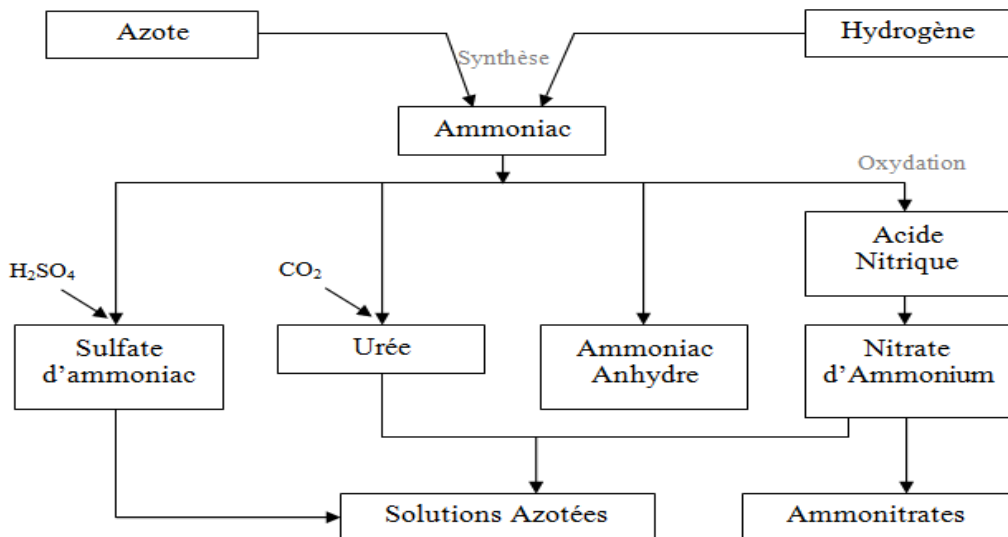 Azote
Hydrogène
Synthèse
Ammoniac
Oxydation
Acide
Nitrique
H₂SO₄
CO₂
Sulfate
d'ammoniac
Urée
Ammoniac
Anhydre
Nitrate
d'Ammonium
Solutions Azotées
Ammonitrates